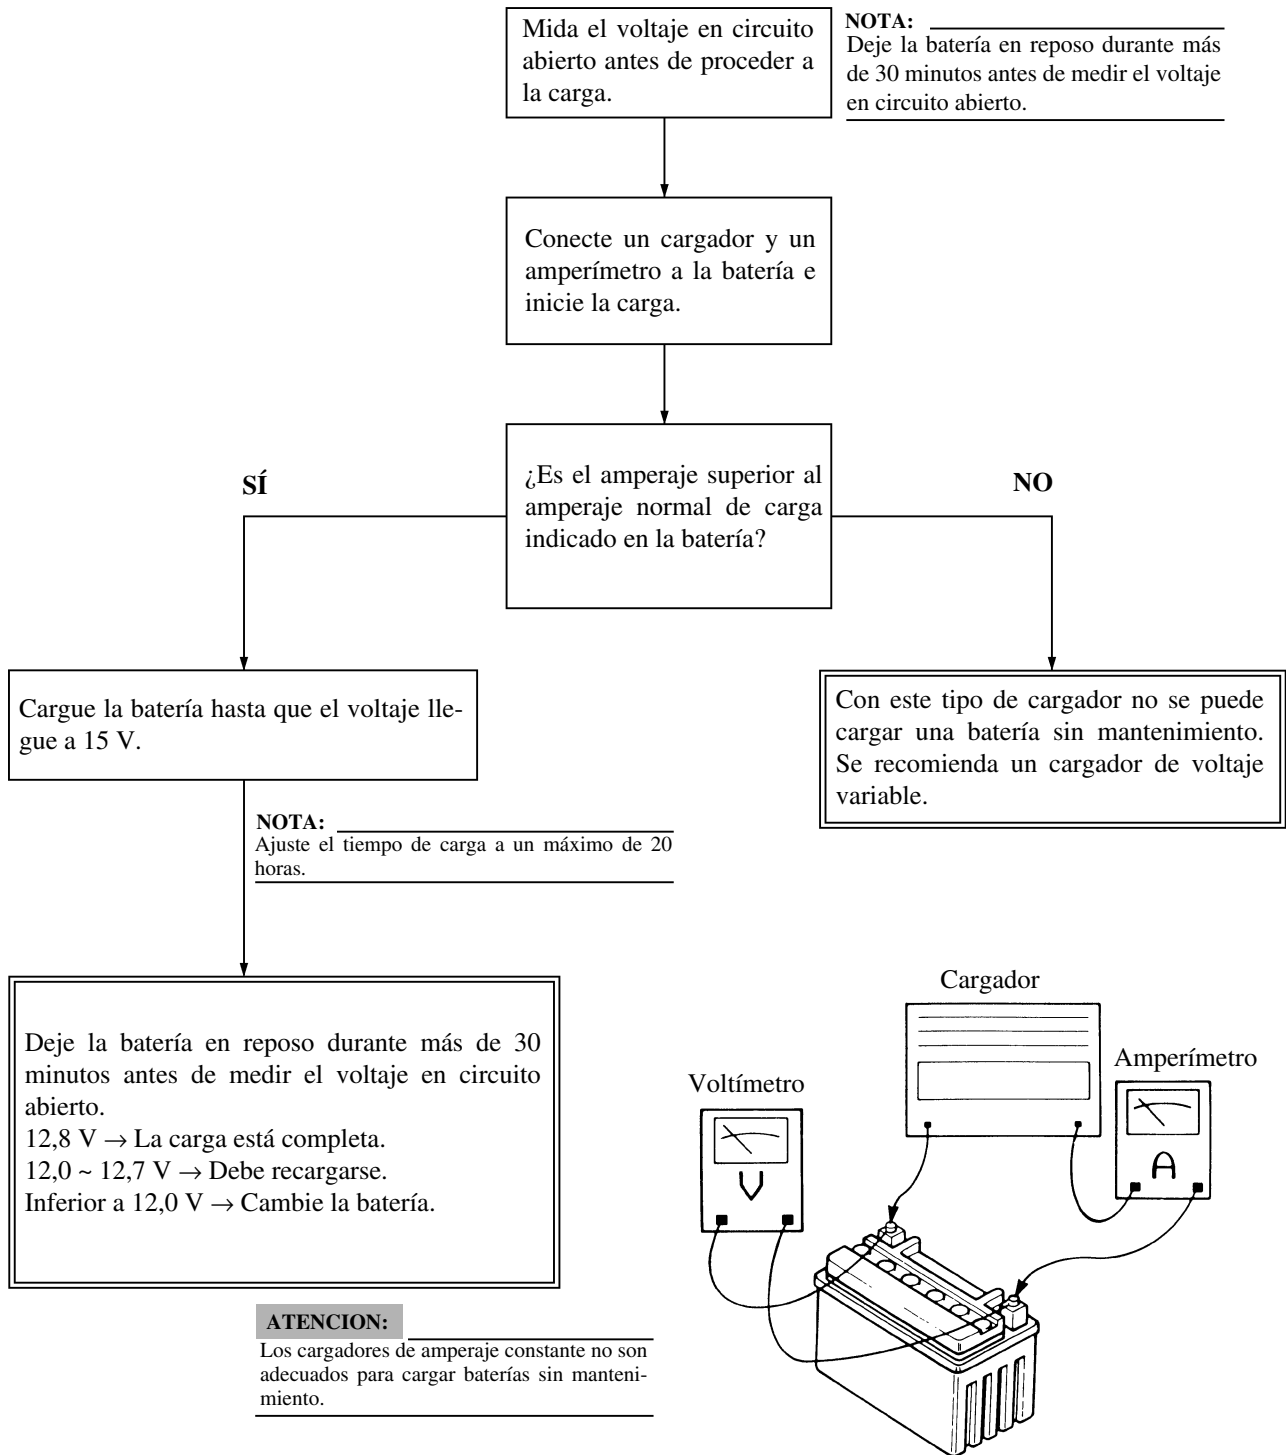 Mida el voltaje en circuito
abierto antes de proceder a
la carga.
NOTA:
Deje la batería en reposo durante más
de 30 minutos antes de medir el voltaje
en circuito abierto.
Conecte un cargador y un
amperímetro a la batería e
inicie la carga.
¿Es el amperaje superior al
amperaje normal de carga
indicado en la batería?
SÍ
NO
Cargue la batería hasta que el voltaje lle-
gue a 15 V.
Con este tipo de cargador no se puede
cargar una batería sin mantenimiento.
Se recomienda un cargador de voltaje
variable.
NOTA:
Ajuste el tiempo de carga a un máximo de 20
horas.
Deje la batería en reposo durante más de 30
minutos antes de medir el voltaje en circuito
abierto.
12,8 V → La carga está completa.
12,0 ~ 12,7 V → Debe recargarse.
Inferior a 12,0 V → Cambie la batería.
ATENCION:
Los cargadores de amperaje constante no son
adecuados para cargar baterías sin manteni-
miento.
Cargador
Voltímetro
Amperímetro
V
A